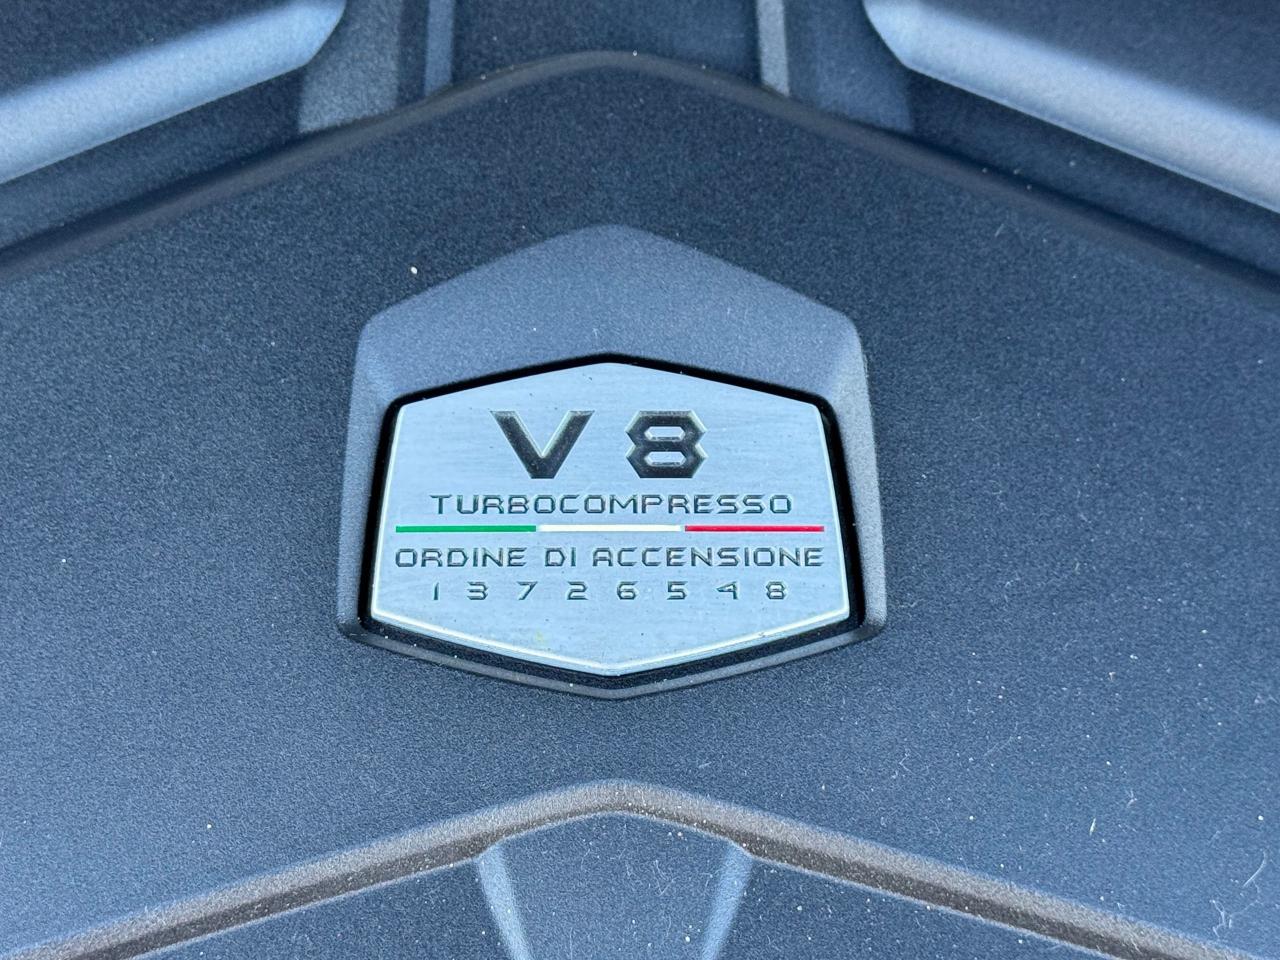 V8
TURBOCOMPRESSO
ORDINE DI ACCENSIONE
1 3 7 2 6 5 4 8